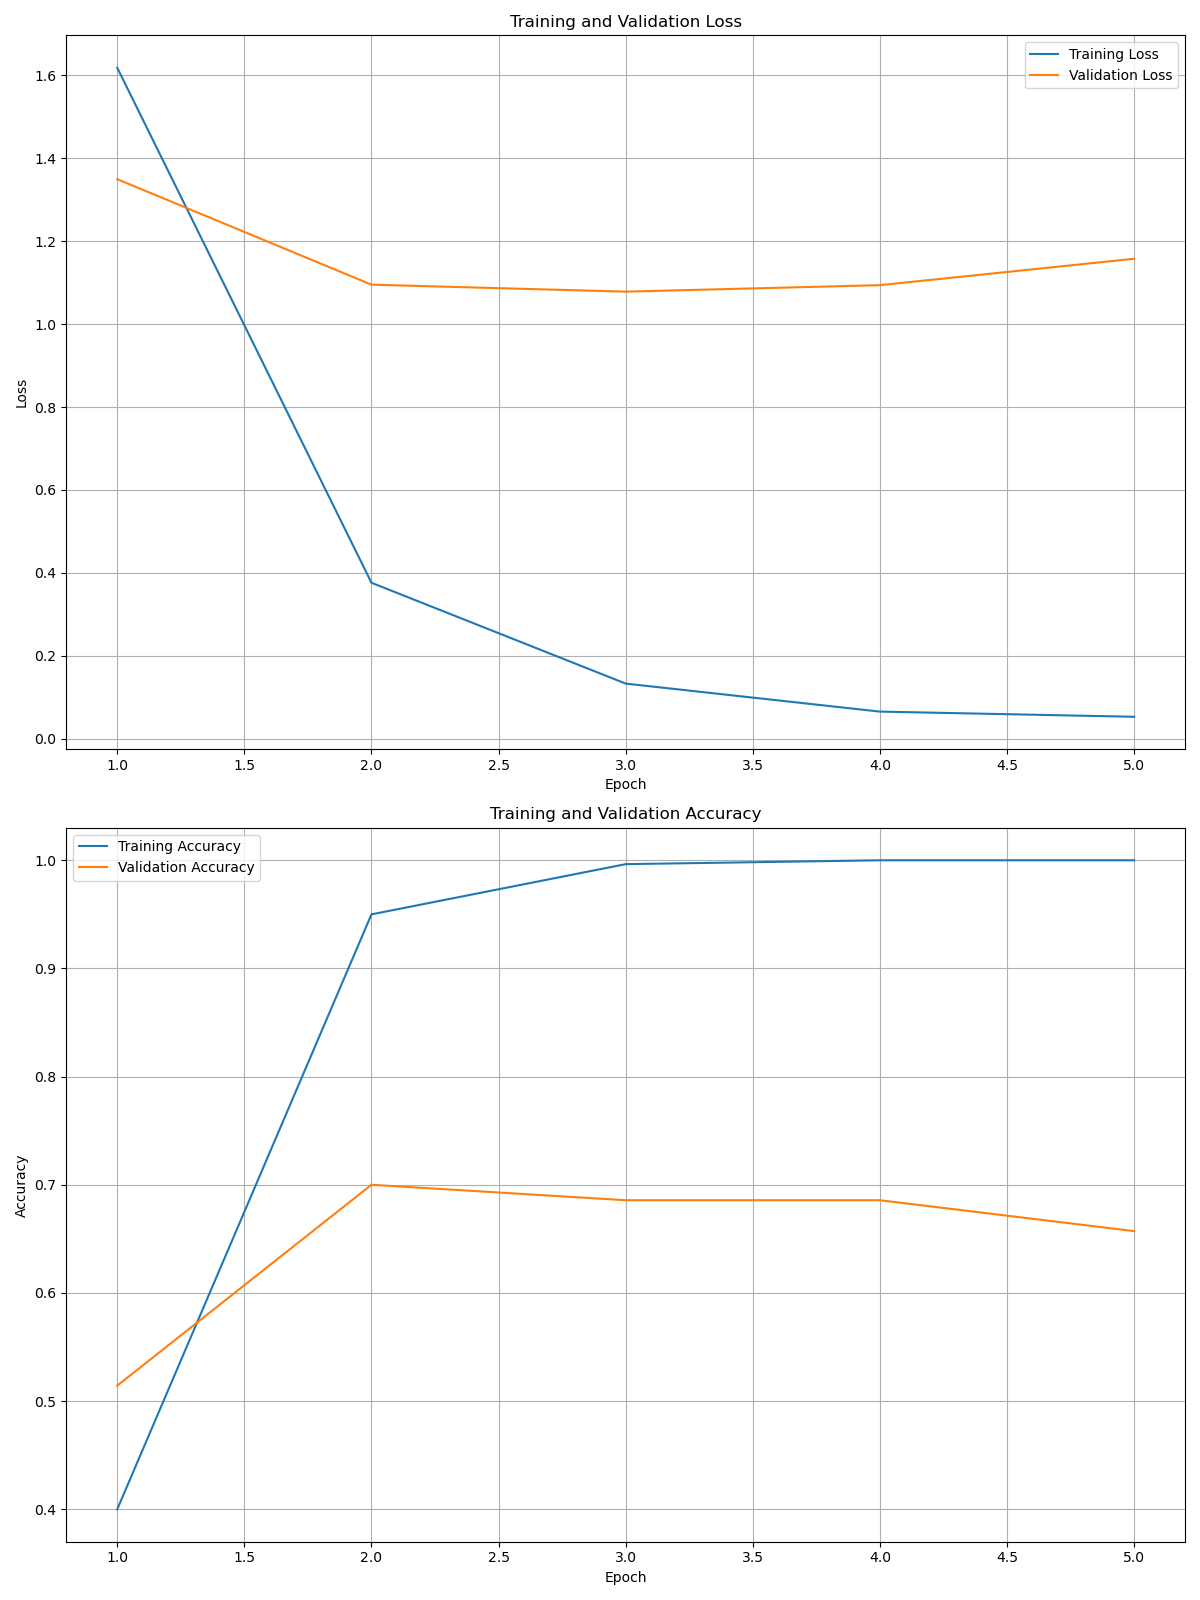 Training and Validation Loss
Training Loss
Validation Loss
1.6
1.4
1.2
1.0
0.8
0.6
0.4
0.2
0.0
Loss
1.0 1.5 2.0 2.5 3.0 3.5 4.0 4.5 5.0
Epoch
Training and Validation Accuracy
Training Accuracy
Validation Accuracy
1.0
0.9
0.8
0.7
0.6
0.5
0.4
Accuracy
1.0 1.5 2.0 2.5 3.0 3.5 4.0 4.5 5.0
Epoch